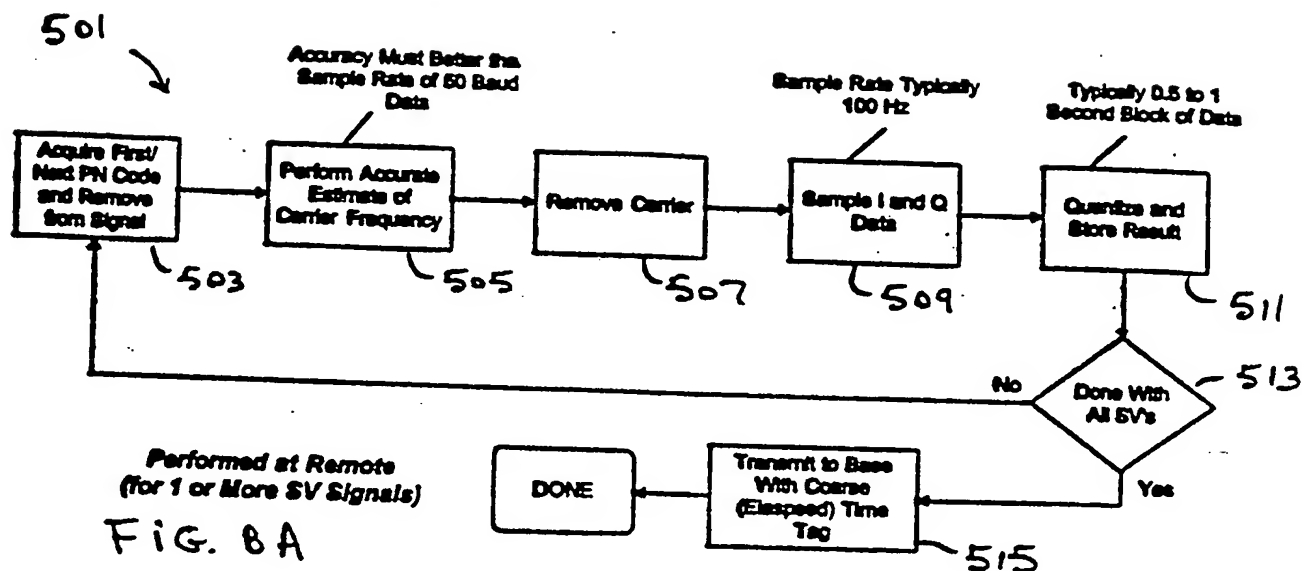 501
Accuracy Must Better the
Sample Rate of 50 Baud
Data
Sample Rate Typically
100 Hz
Typically 0.5 to 1
Second Block of Data
Acquire First/
Next PN Code
and Remove
from Signal
Perform Accurate
Estimate of
Carrier Frequency
Remove Carrier
Sample I and Q
Data
Quantize and
Store Result
503
505
507
509
511
No
Done With
All SV's
513
Performed at Remote
(for 1 or More SV Signals)
DONE
Transmit to Base
With Coarse
(Elaspeed) Time
Tag
Yes
FiG. 8A
515